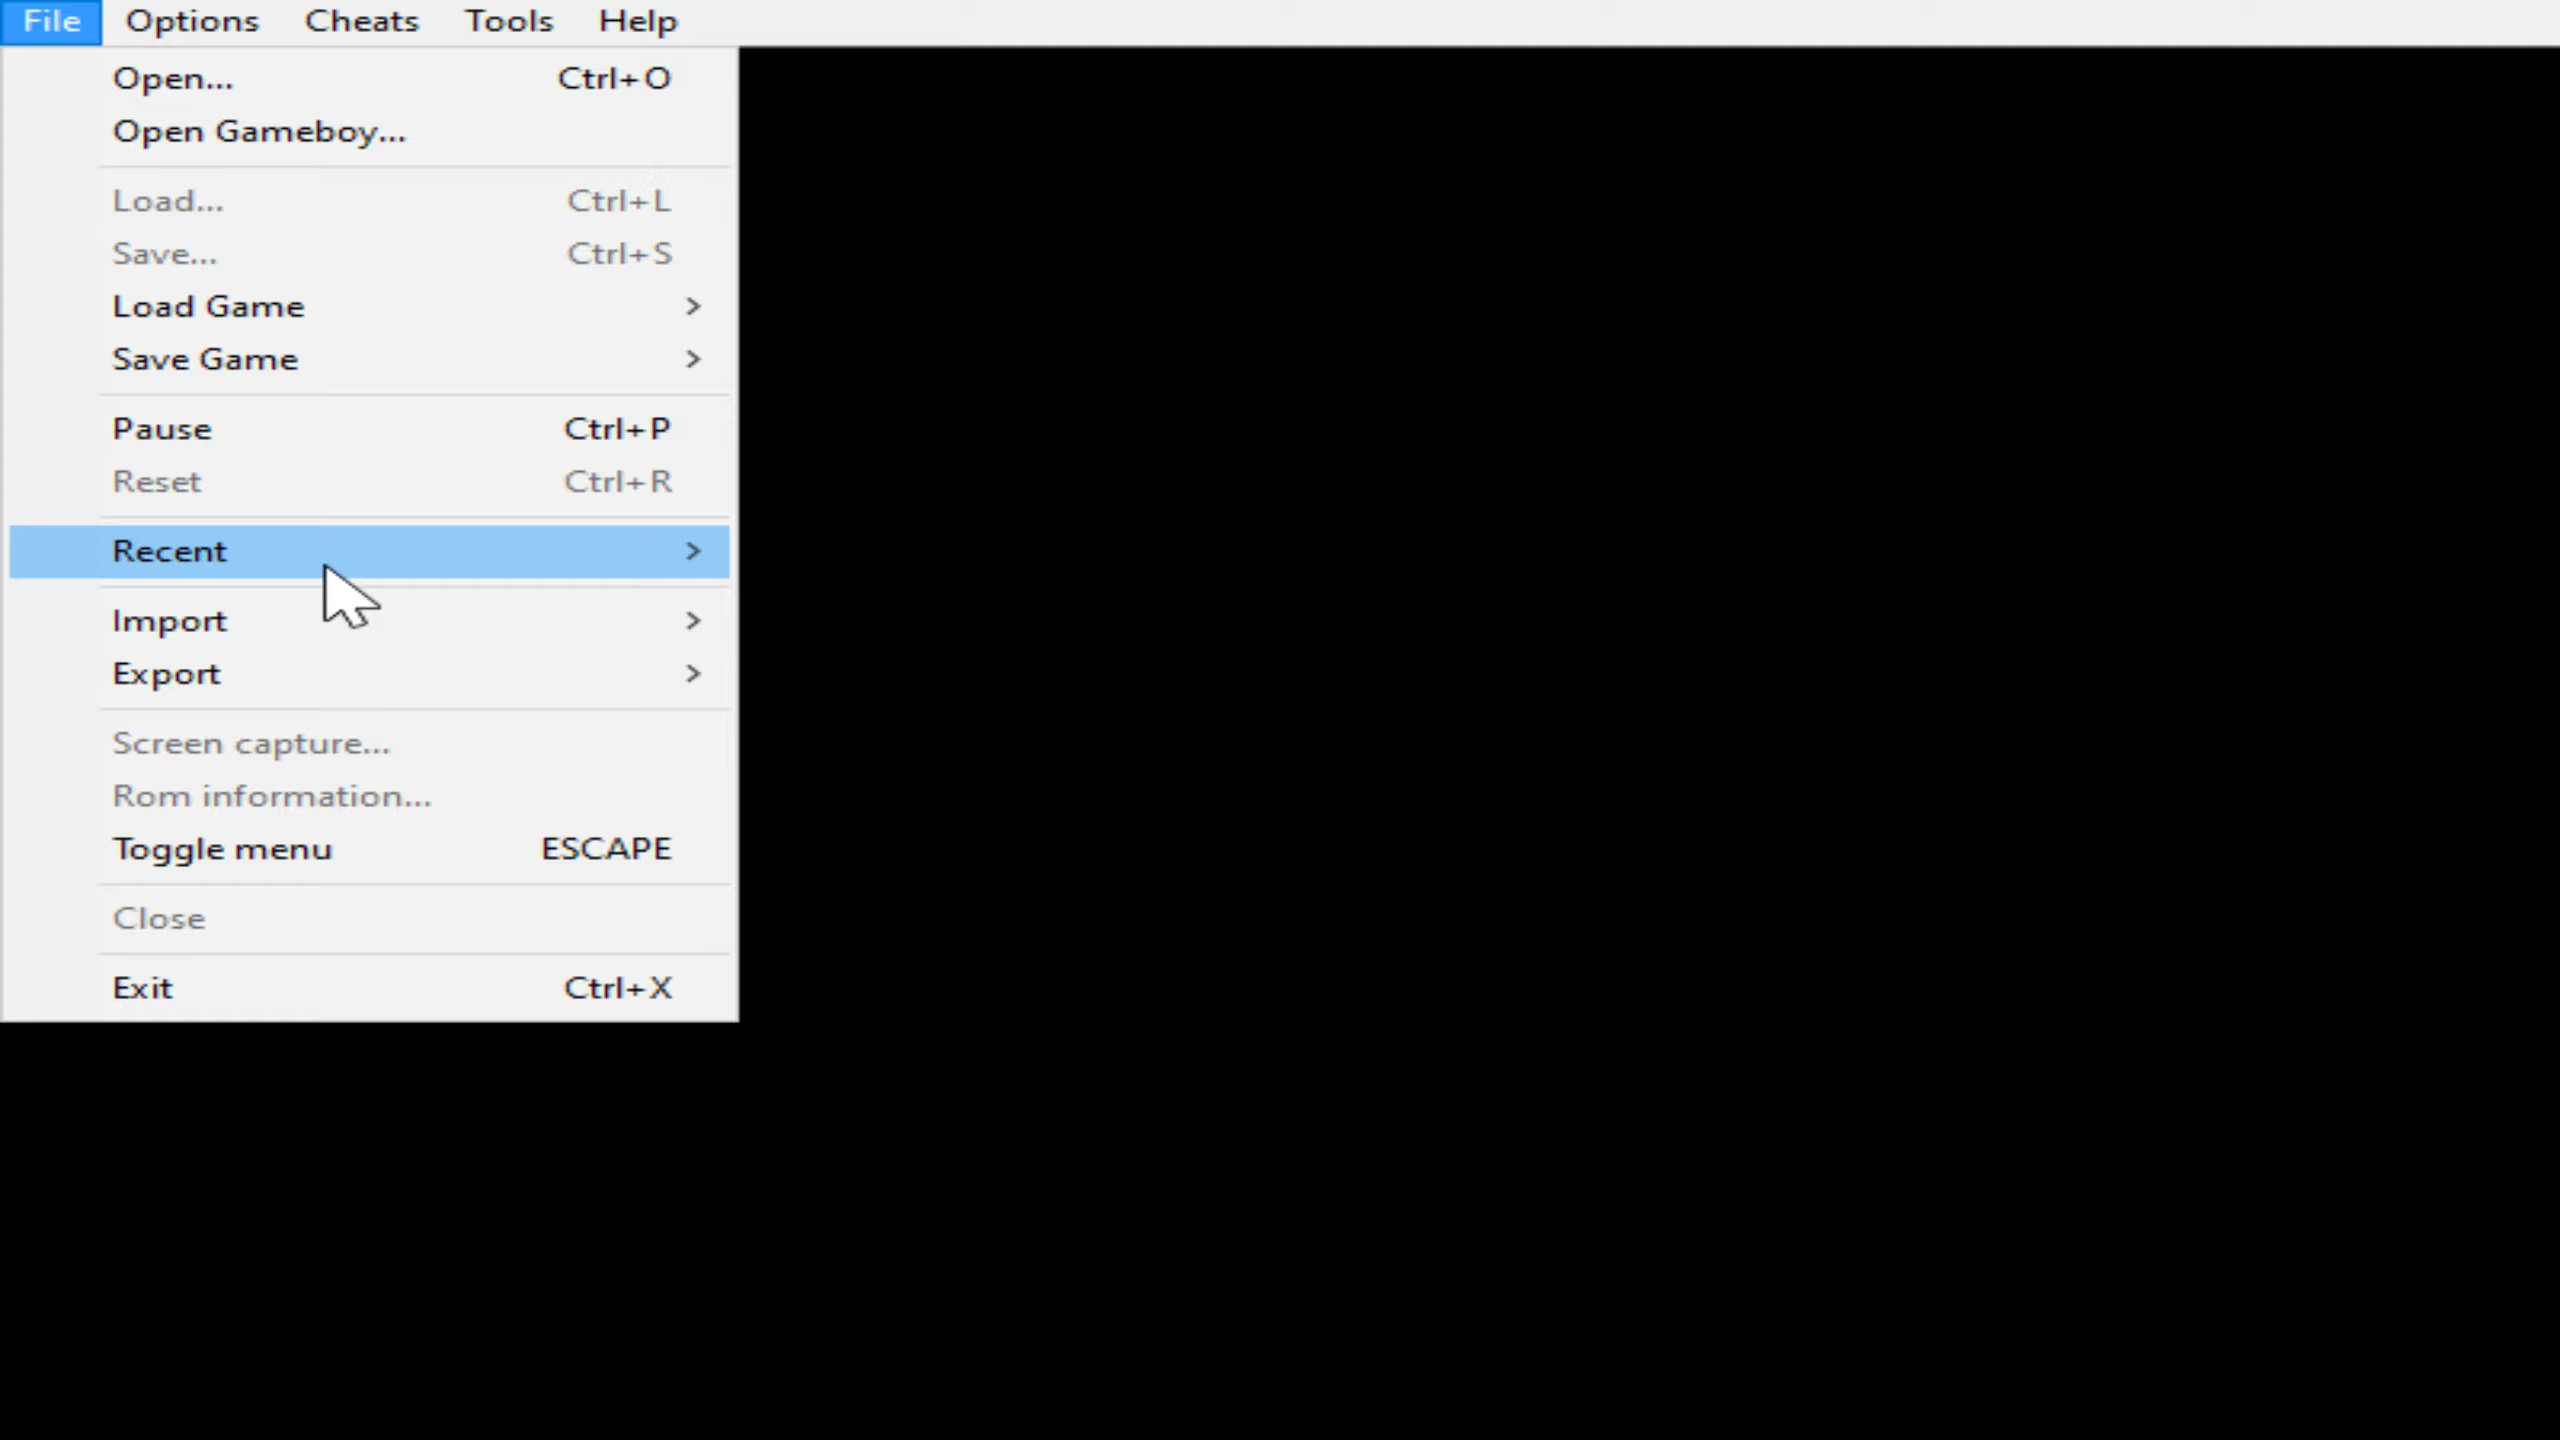 File Options Cheats Tools Help
Open... Ctrl+O
Open Gameboy...
Load... Ctrl+L
Save... Ctrl+S
Load Game >
Save Game >
Pause Ctrl+P
Reset Ctrl+R
Recent >
Import >
Export >
Screen capture...
Rom information...
Toggle menu ESCAPE
Close
Exit Ctrl+X